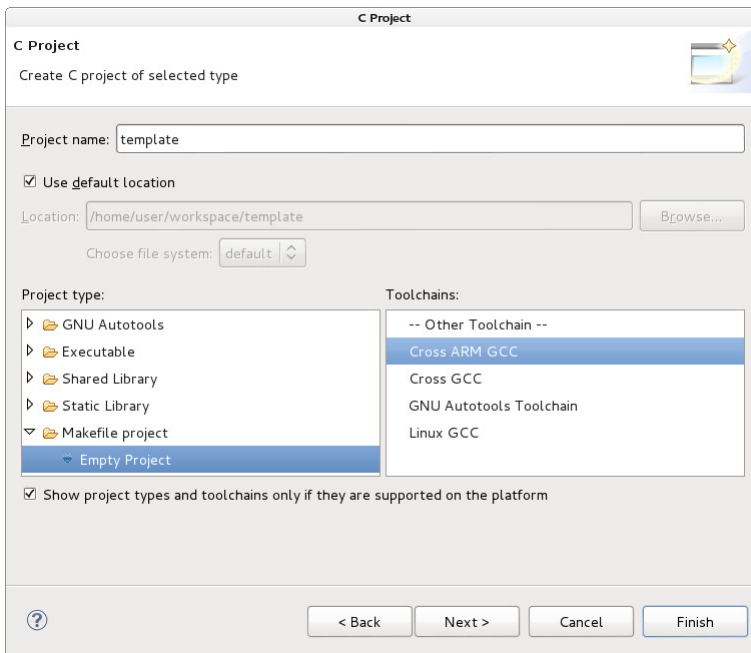 C Project
C Project
Create C project of selected type
Project name: template
Use default location
Location: /home/user/workspace/template Browse...
Choose file system: default
Project type: Toolchains:
GNU Autotools
Executable
Shared Library
Static Library
Makefile project
Empty Project
-- Other Toolchain --
Cross ARM GCC
Cross GCC
GNU Autotools Toolchain
Linux GCC
Show project types and toolchains only if they are supported on the platform
? < Back Next > Cancel Finish